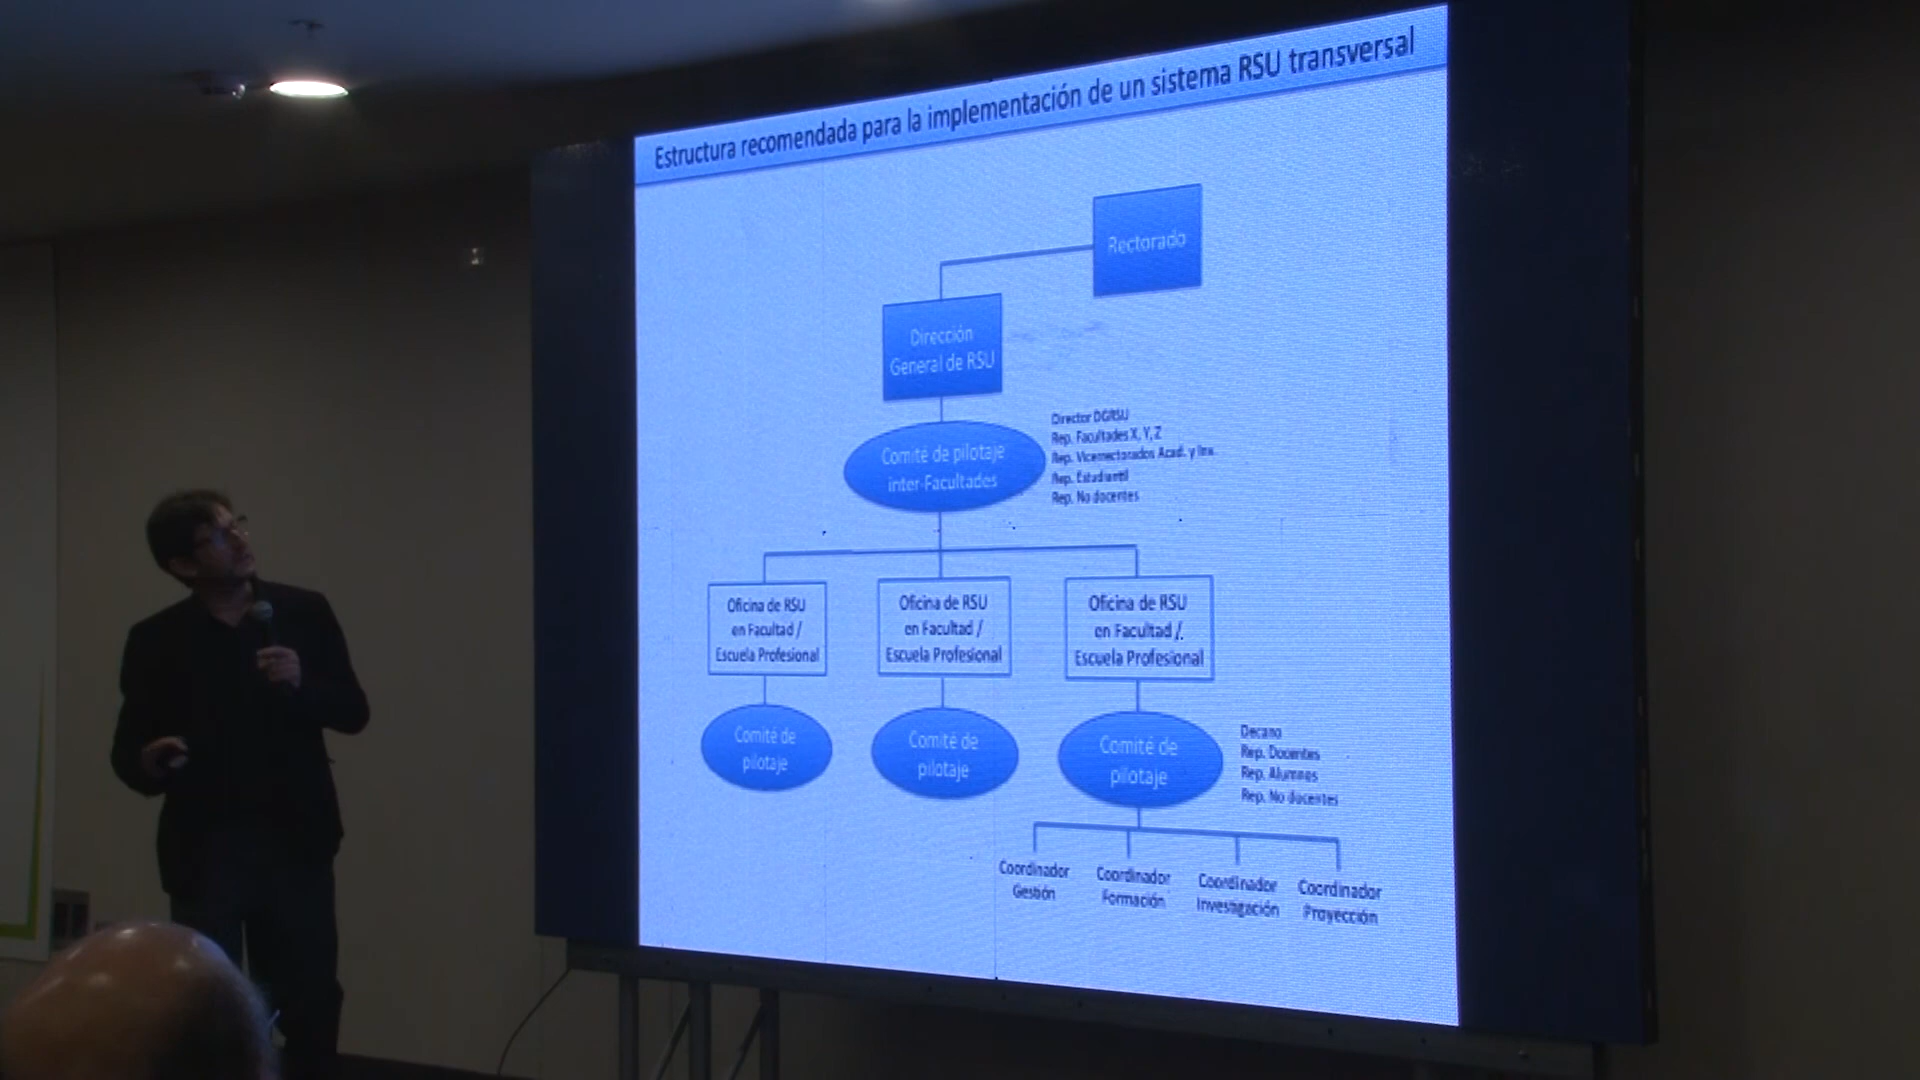 Estructura recomendada para la implementación de un sistema RSU transversal
Rectorado
Dirección
General de RSU
Comité de pilotaje
inter-Facultades
Director DGRSU
Rep. Facultades X, Y, Z
Rep. Vicerrectorados Acad. y Inv.
Rep. Estudiantil
Rep. No docentes
Oficina de RSU
en Facultad /
Escuela Profesional
Oficina de RSU
en Facultad /
Escuela Profesional
Oficina de RSU
en Facultad /
Escuela Profesional
Comité de
pilotaje
Comité de
pilotaje
Comité de
pilotaje
Decano
Rep. Docentes
Rep. Alumnos
Rep. No docentes
Coordinador
Gestión
Coordinador
Formación
Coordinador
Investigación
Coordinador
Proyección